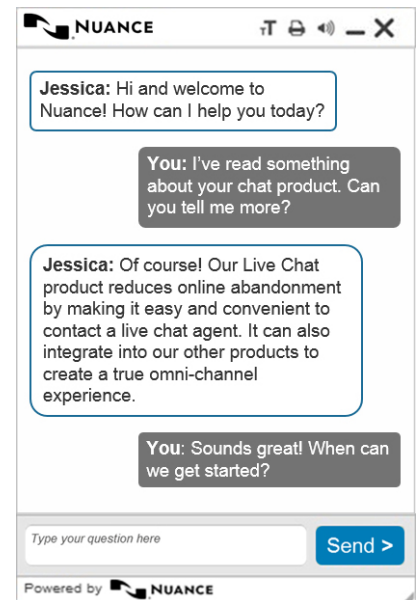 NUANCE
TT
Jessica: Hi and welcome to
Nuance! How can I help you today?
You: I've read something
about your chat product. Can
you tell me more?
Jessica: Of course! Our Live Chat
product reduces online abandonment
by making it easy and convenient to
contact a live chat agent. It can also
integrate into our other products to
create a true omni-channel
experience.
You: Sounds great! When can
we get started?
Type your question here
Send >
Powered by NUANCE